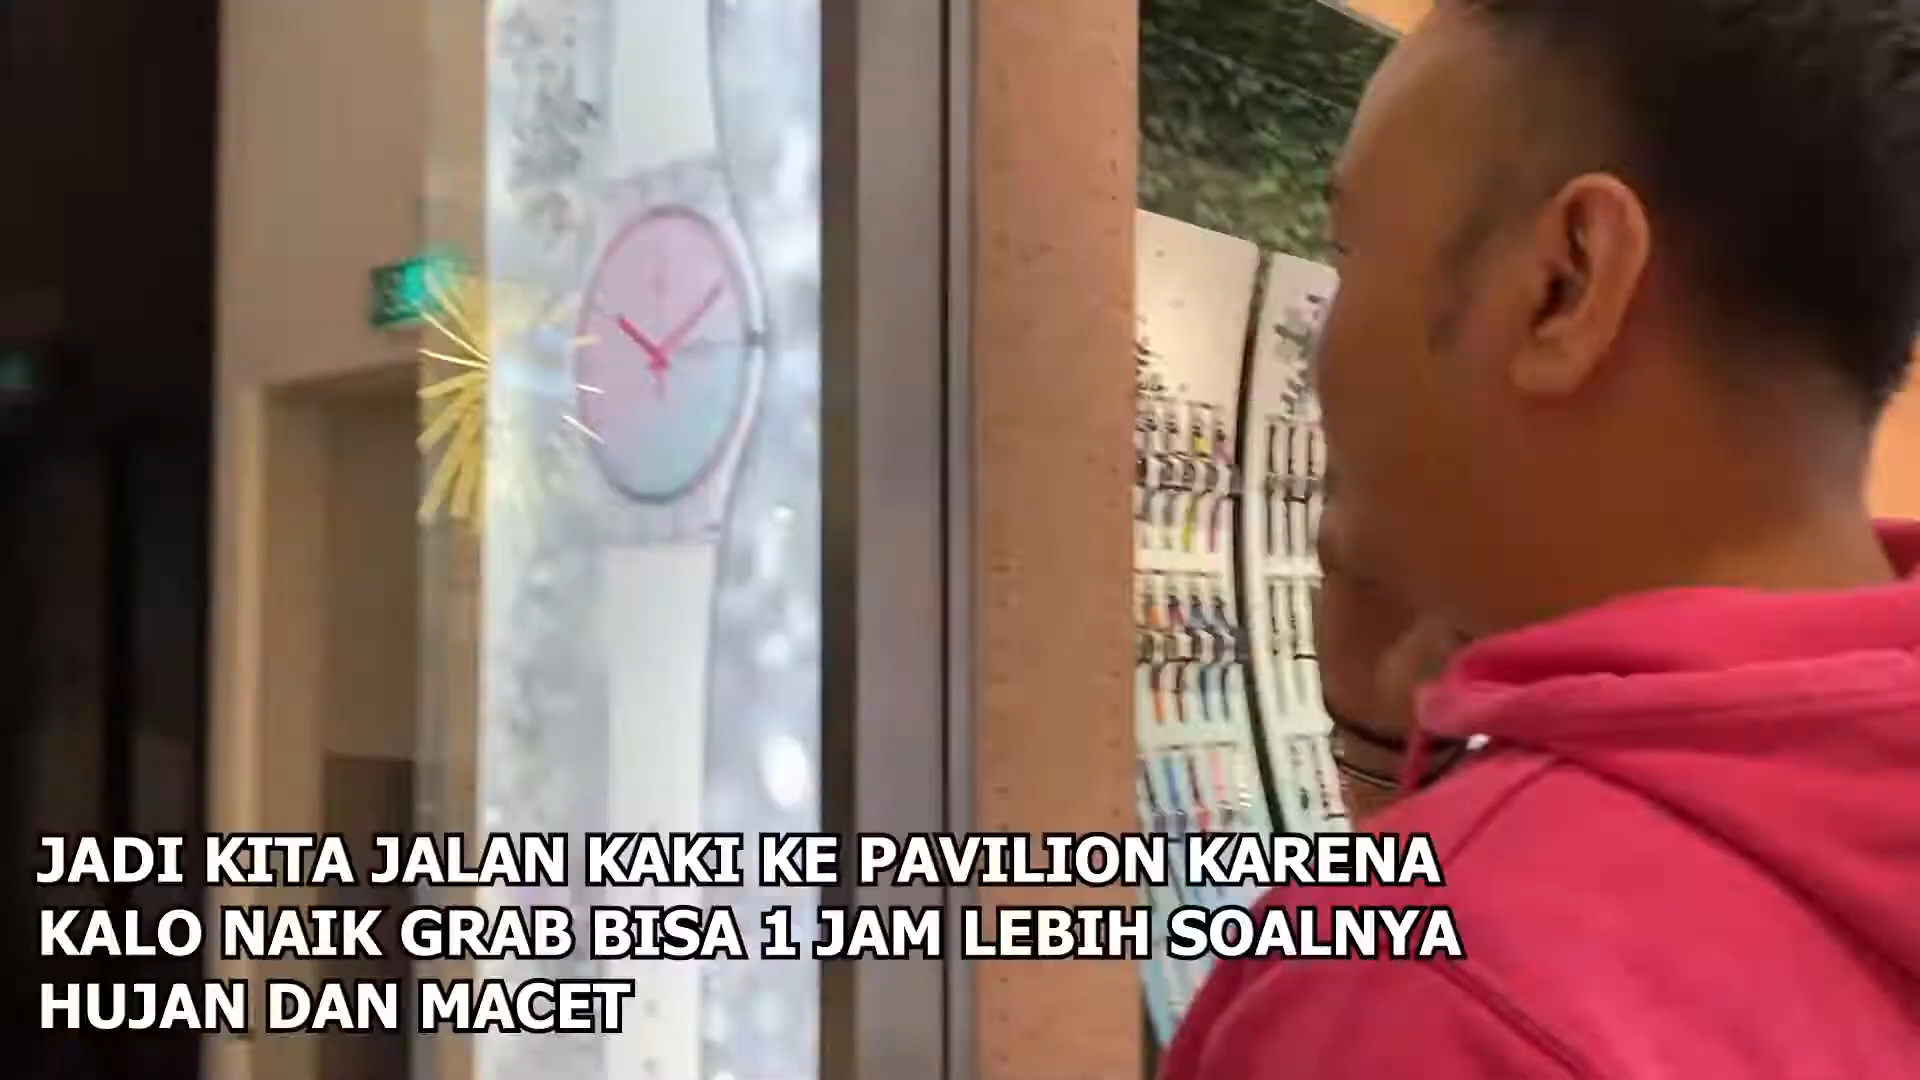 JADI KITA JALAN KAKI KE PAVILION KARENA
KALO NAIK GRAB BISA 1 JAM LEBIH SOALNYA
HUJAN DAN MACET